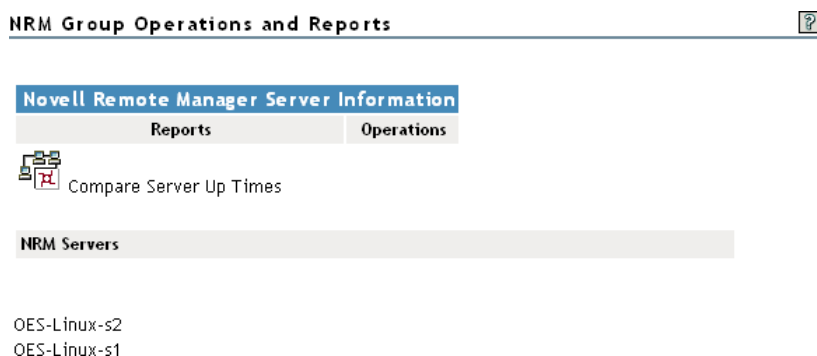 NRM Group Operations and Reports ?
Novell Remote Manager Server Information
Reports Operations
Compare Server Up Times
NRM Servers
OES-Linux-s2
OES-Linux-s1